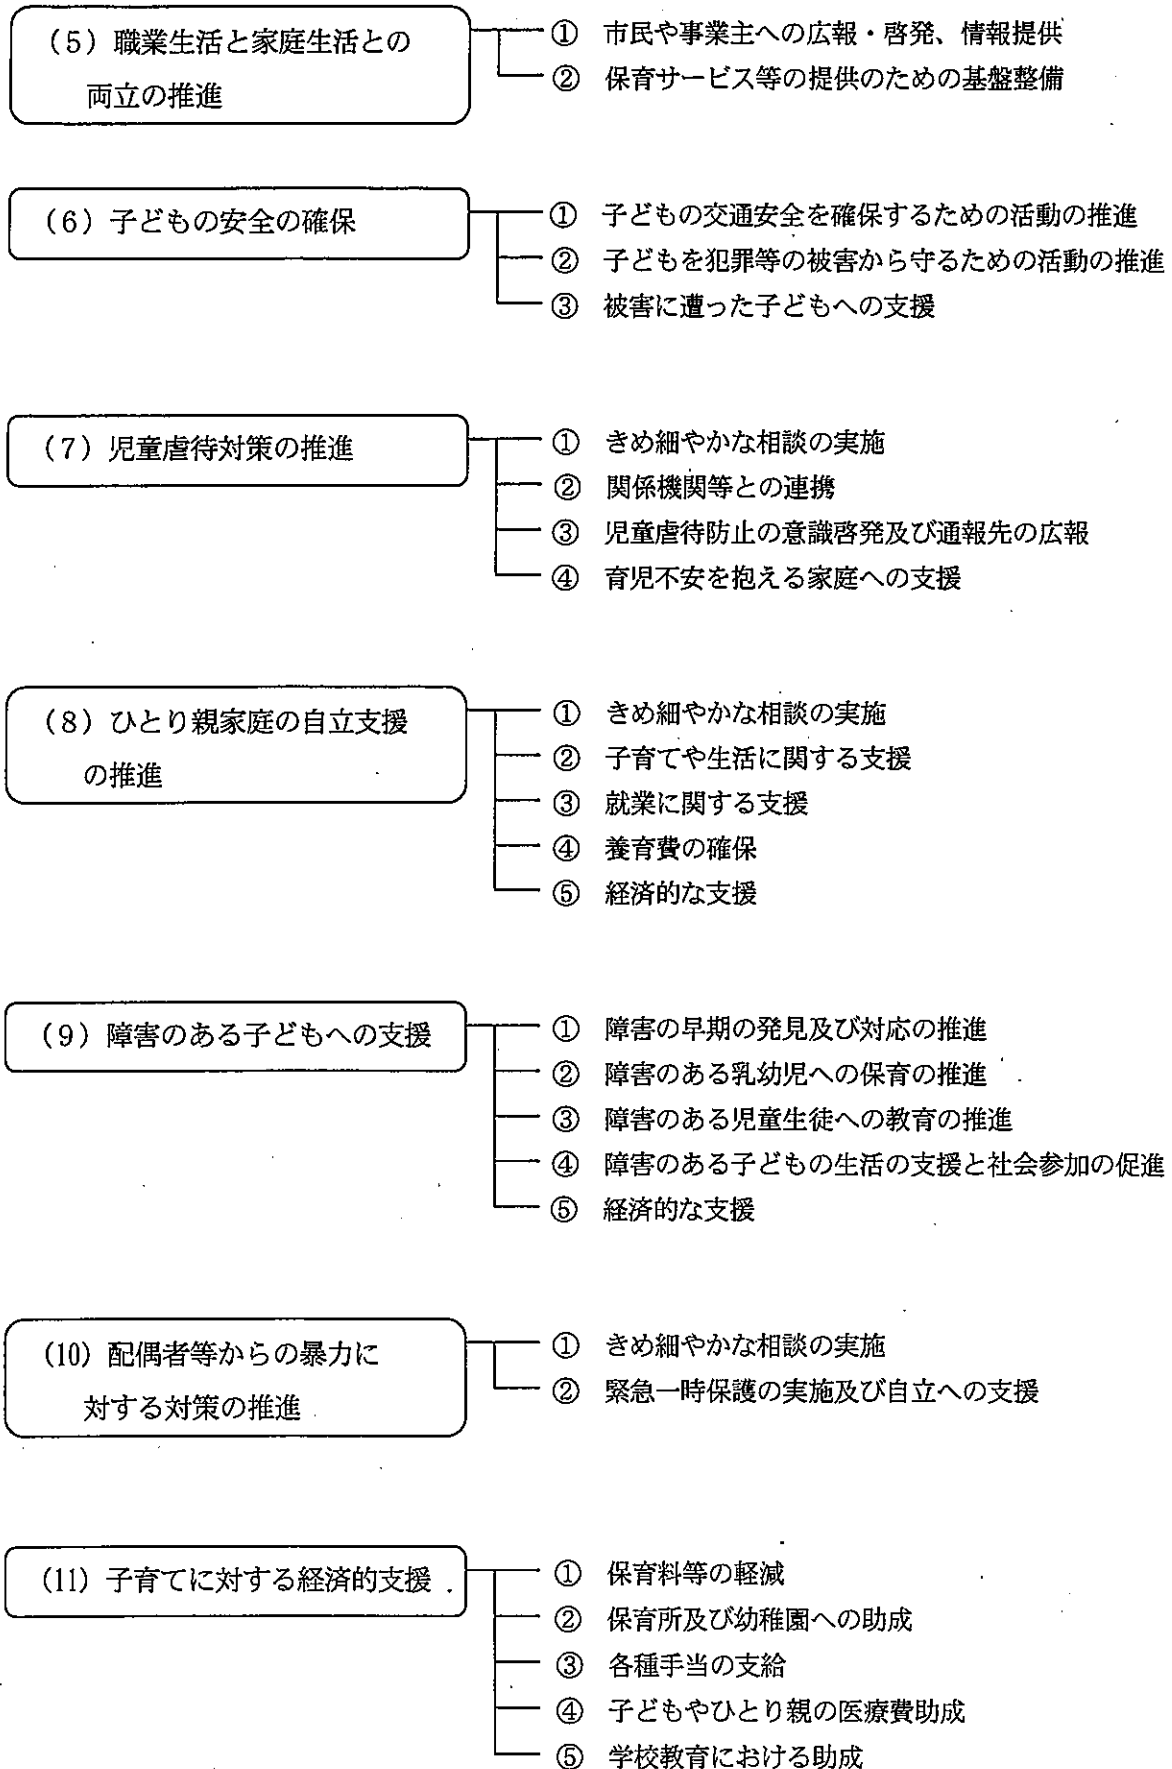 （5）職業生活と家庭生活との
両立の推進
① 市民や事業主への広報・啓発、情報提供
② 保育サービス等の提供のための基盤整備
（6）子どもの安全の確保
① 子どもの交通安全を確保するための活動の推進
② 子どもを犯罪等の被害から守るための活動の推進
③ 被害に遭った子どもへの支援
（7）児童虐待対策の推進
① きめ細やかな相談の実施
② 関係機関等との連携
③ 児童虐待防止の意識啓発及び通報先の広報
④ 育児不安を抱える家庭への支援
（8）ひとり親家庭の自立支援
の推進
① きめ細やかな相談の実施
② 子育てや生活に関する支援
③ 就業に関する支援
④ 養育費の確保
⑤ 経済的な支援
（9）障害のある子どもへの支援
① 障害の早期の発見及び対応の推進
② 障害のある乳幼児への保育の推進
③ 障害のある児童生徒への教育の推進
④ 障害のある子どもの生活の支援と社会参加の促進
⑤ 経済的な支援
（10）配偶者等からの暴力に
対する対策の推進
① きめ細やかな相談の実施
② 緊急一時保護の実施及び自立への支援
（11）子育てに対する経済的支援
① 保育料等の軽減
② 保育所及び幼稚園への助成
③ 各種手当の支給
④ 子どもやひとり親の医療費助成
⑤ 学校教育における助成